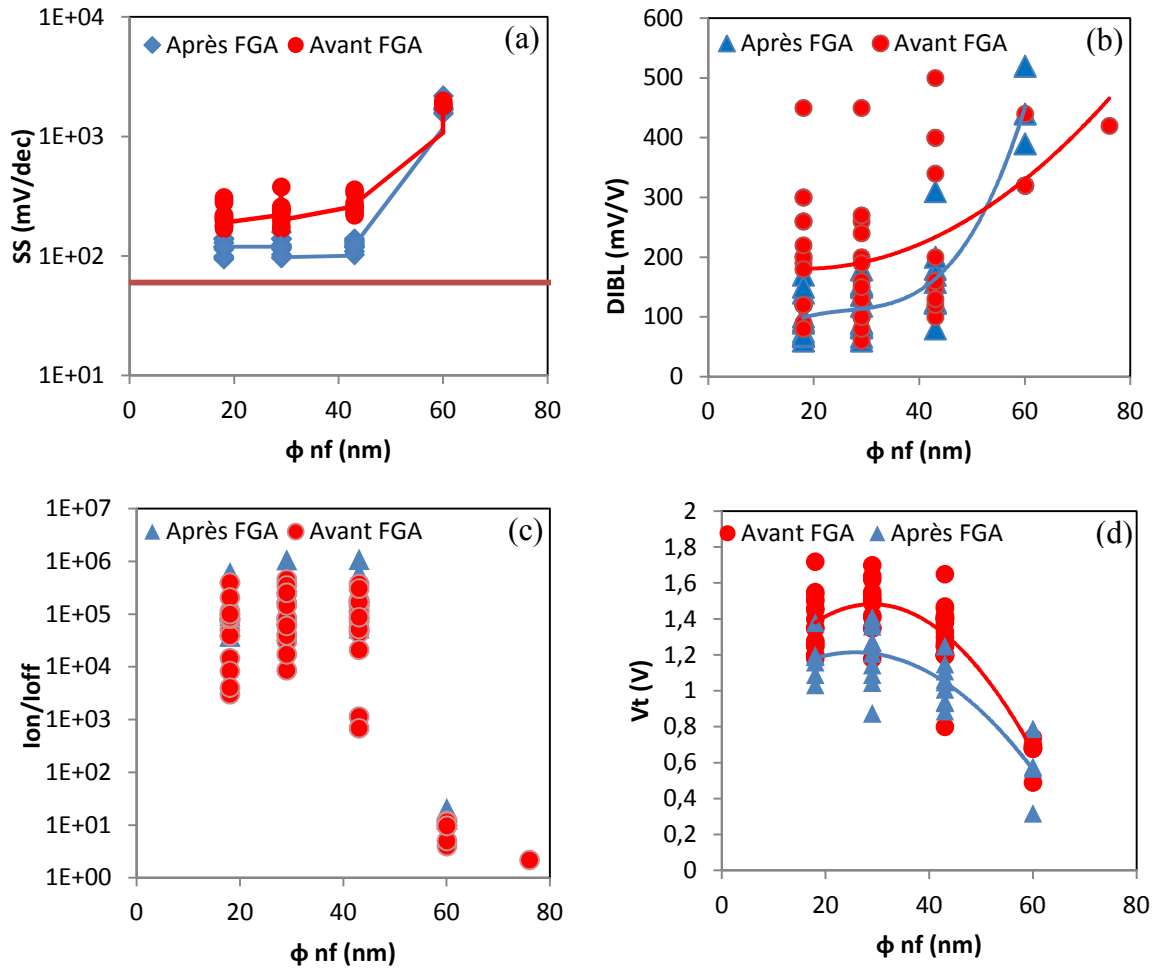 (a)
Après FGA Avant FGA
1E+04
1E+03
1E+02
1E+01
SS (mV/dec)
0 20 40 60 80
ϕ nf (nm)
(b)
Après FGA Avant FGA
600
500
400
300
200
100
0
DIBL (mV/V)
0 20 40 60 80
ϕ nf (nm)
(c)
Après FGA Avant FGA
1E+07
1E+06
1E+05
1E+04
1E+03
1E+02
1E+01
1E+00
Ion/Ioff
0 20 40 60 80
ϕ nf (nm)
(d)
Avant FGA Après FGA
2
1,8
1,6
1,4
1,2
1
0,8
0,6
0,4
0,2
0
Vt (V)
0 20 40 60 80
ϕ nf (nm)